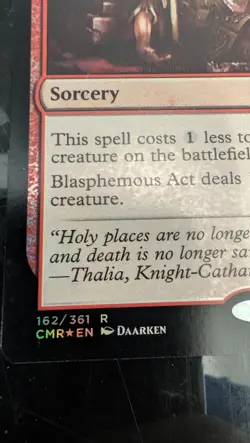 Sorcery
This spell costs 1 less to
creature on the battlefiel
Blasphemous Act deals
creature.
“Holy places are no longe
and death is no longer sa
—Thalia, Knight-Cathar
162/361 R
CMR★EN DAARKEN